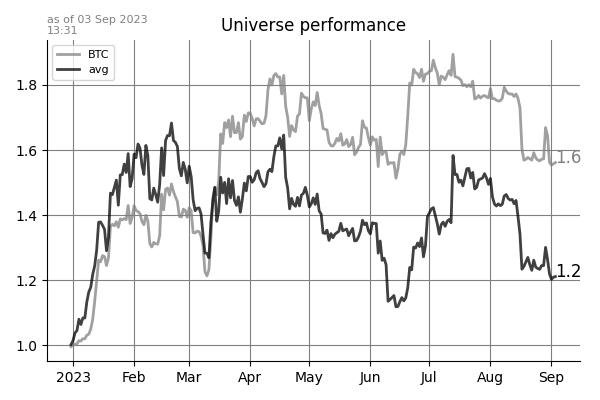 as of 03 Sep 2023
13:31
Universe performance
BTC
avg
1.8
1.6
1.4
1.2
1.0
1.6
1.2
2023 Feb Mar Apr May Jun Jul Aug Sep